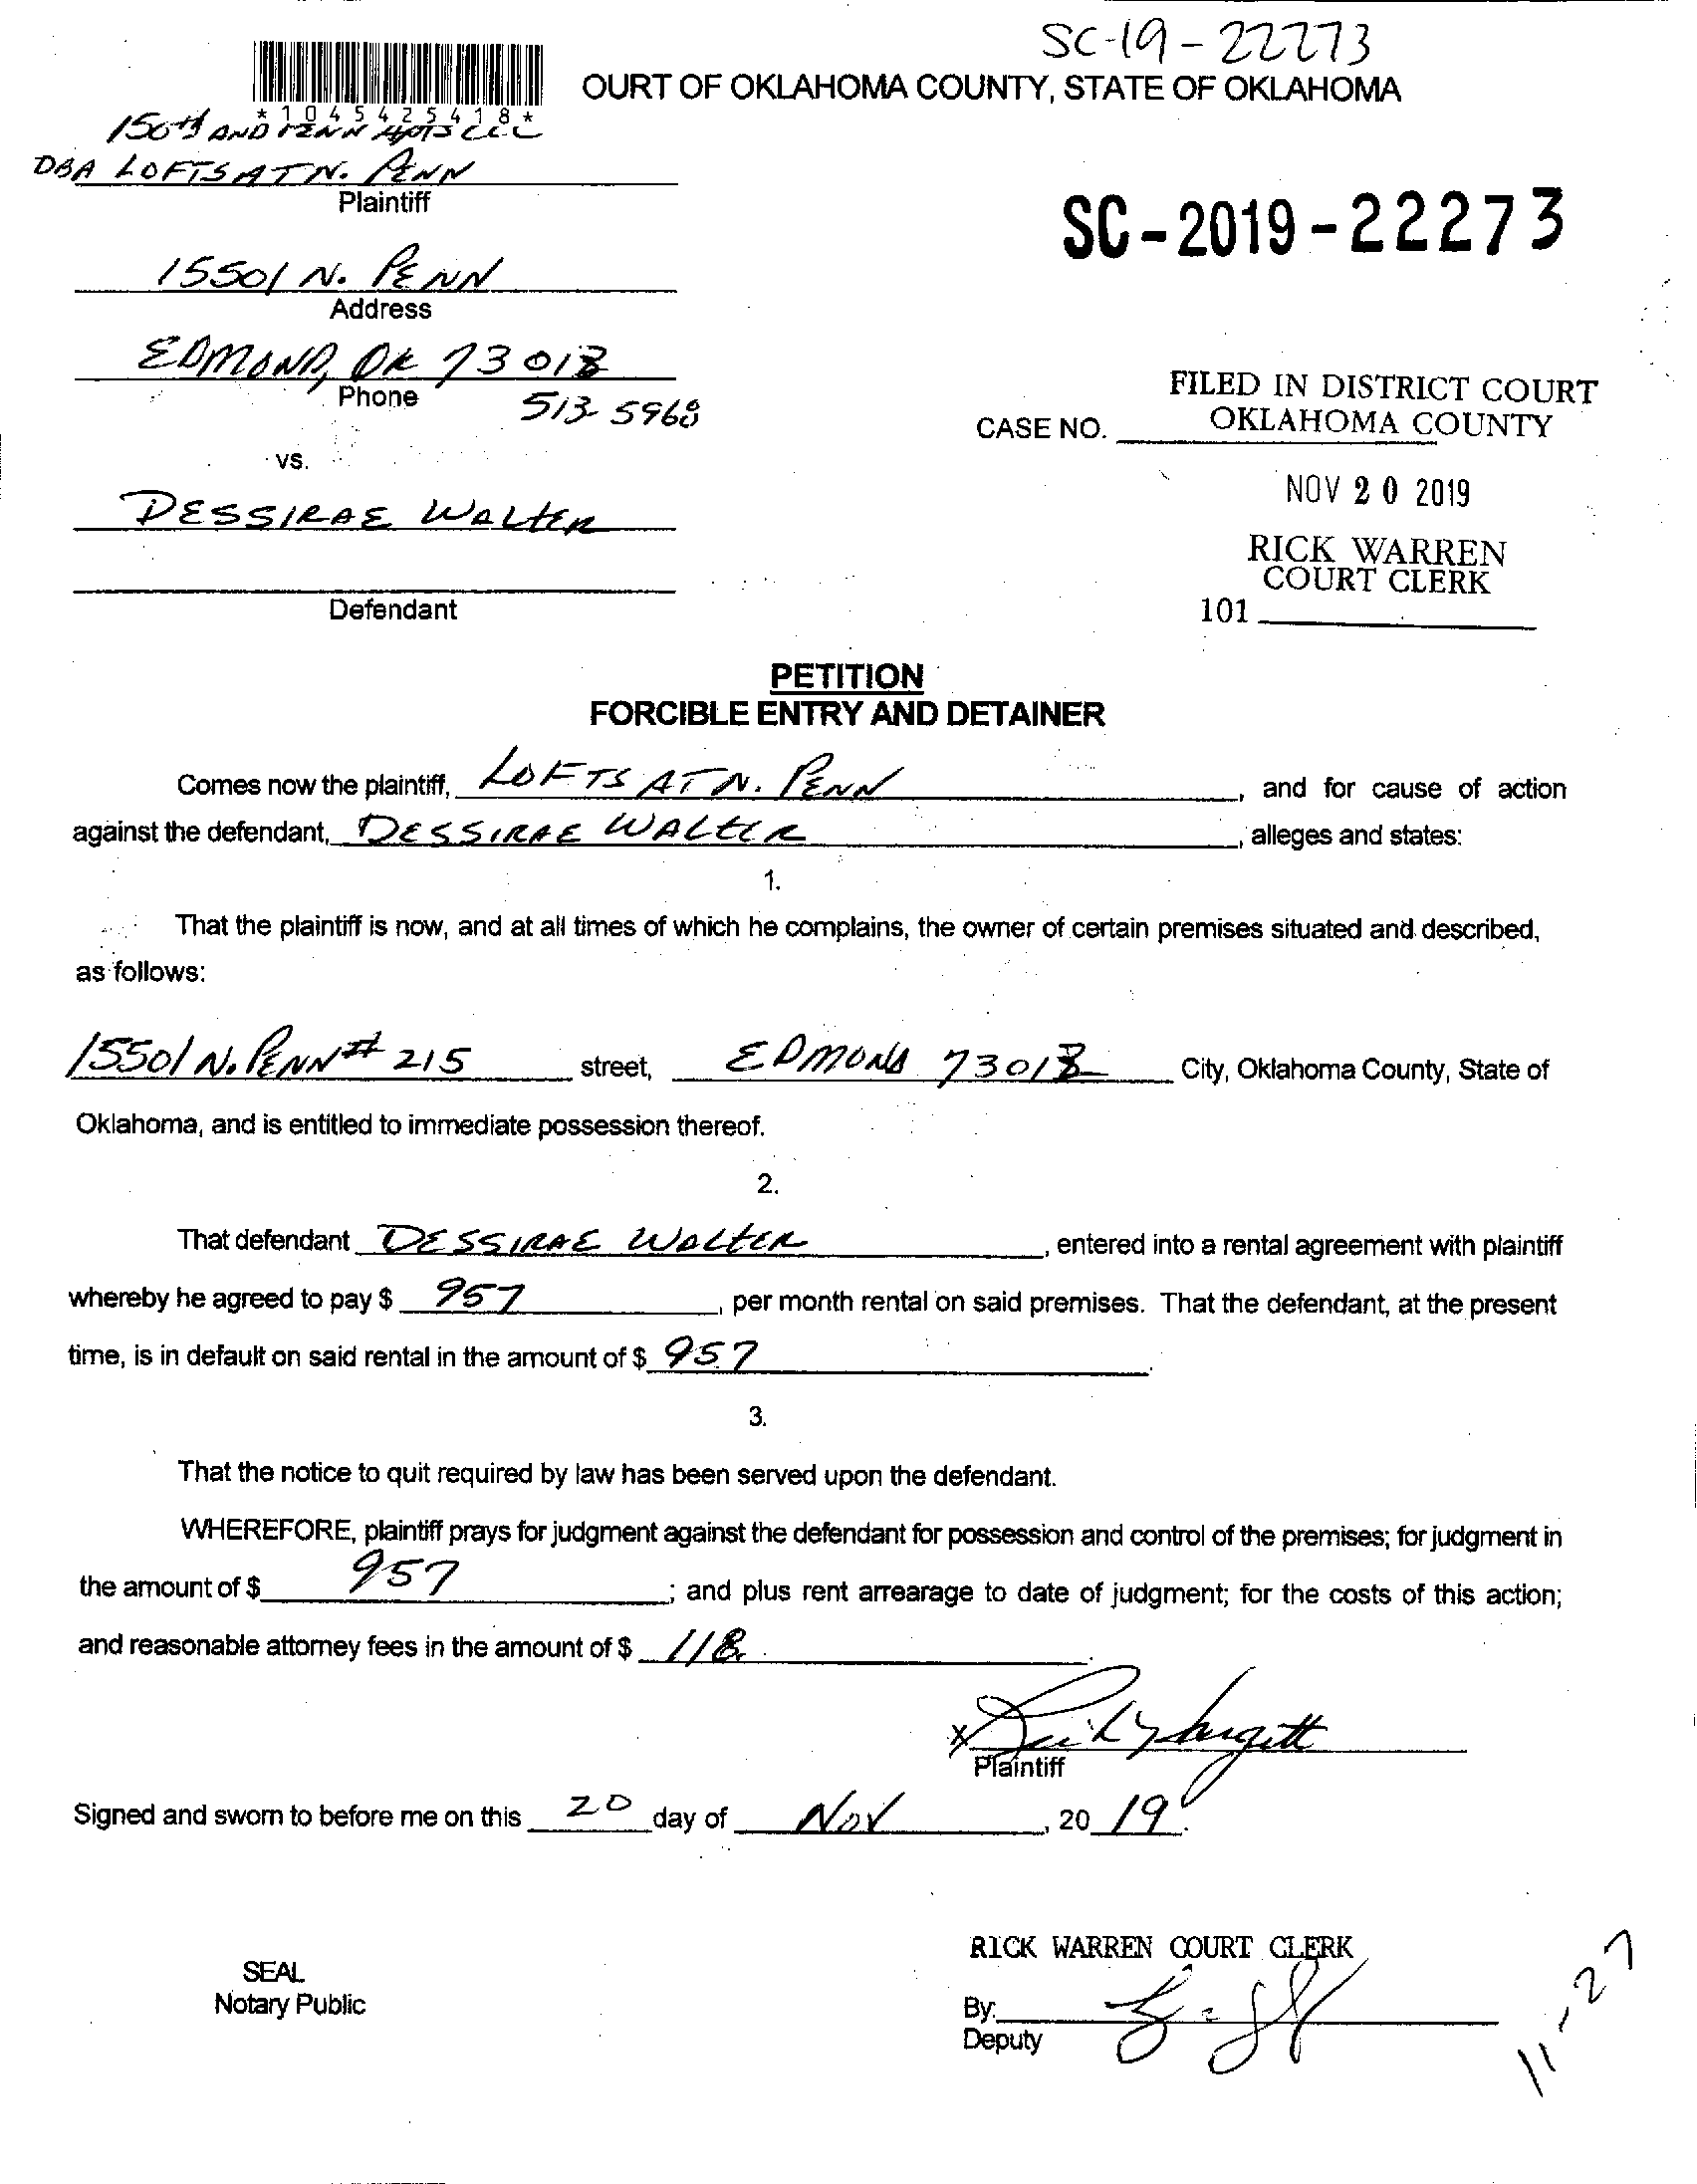 SC-19-22273
OURT OF OKLAHOMA COUNTY, STATE OF OKLAHOMA
*1045425418*
150th AND PENN APTS LLC
DBA LOFTS AT N. PENN
Plaintiff
SC-2019-22273
15501 N. PENN
Address
EDMOND, OK 73013
Phone
513 5968
FILED IN DISTRICT COURT
OKLAHOMA COUNTY
CASE NO.
vs.
NOV 20 2019
DESSIRAE WALTER
RICK WARREN
COURT CLERK
101
Defendant
PETITION
FORCIBLE ENTRY AND DETAINER
Comes now the plaintiff, LOFTS AT N. PENN, and for cause of action
against the defendant, DESSIRAE WALTER, alleges and states:
1.
That the plaintiff is now, and at all times of which he complains, the owner of certain premises situated and described,
as follows:
15501 N. PENN # 215 street, EDMOND 73013 City, Oklahoma County, State of
Oklahoma, and is entitled to immediate possession thereof.
2.
That defendant DESSIRAE WALTER, entered into a rental agreement with plaintiff
whereby he agreed to pay $ 957, per month rental on said premises. That the defendant, at the present
time, is in default on said rental in the amount of $ 957.
3.
That the notice to quit required by law has been served upon the defendant.
WHEREFORE, plaintiff prays for judgment against the defendant for possession and control of the premises; for judgment in
the amount of $ 957; and plus rent arrearage to date of judgment; for the costs of this action;
and reasonable attorney fees in the amount of $ 118.
x
Plaintiff
Signed and sworn to before me on this 20 day of Nov, 20 19.
RICK WARREN COURT CLERK
SEAL
Notary Public
By:
Deputy
11-27